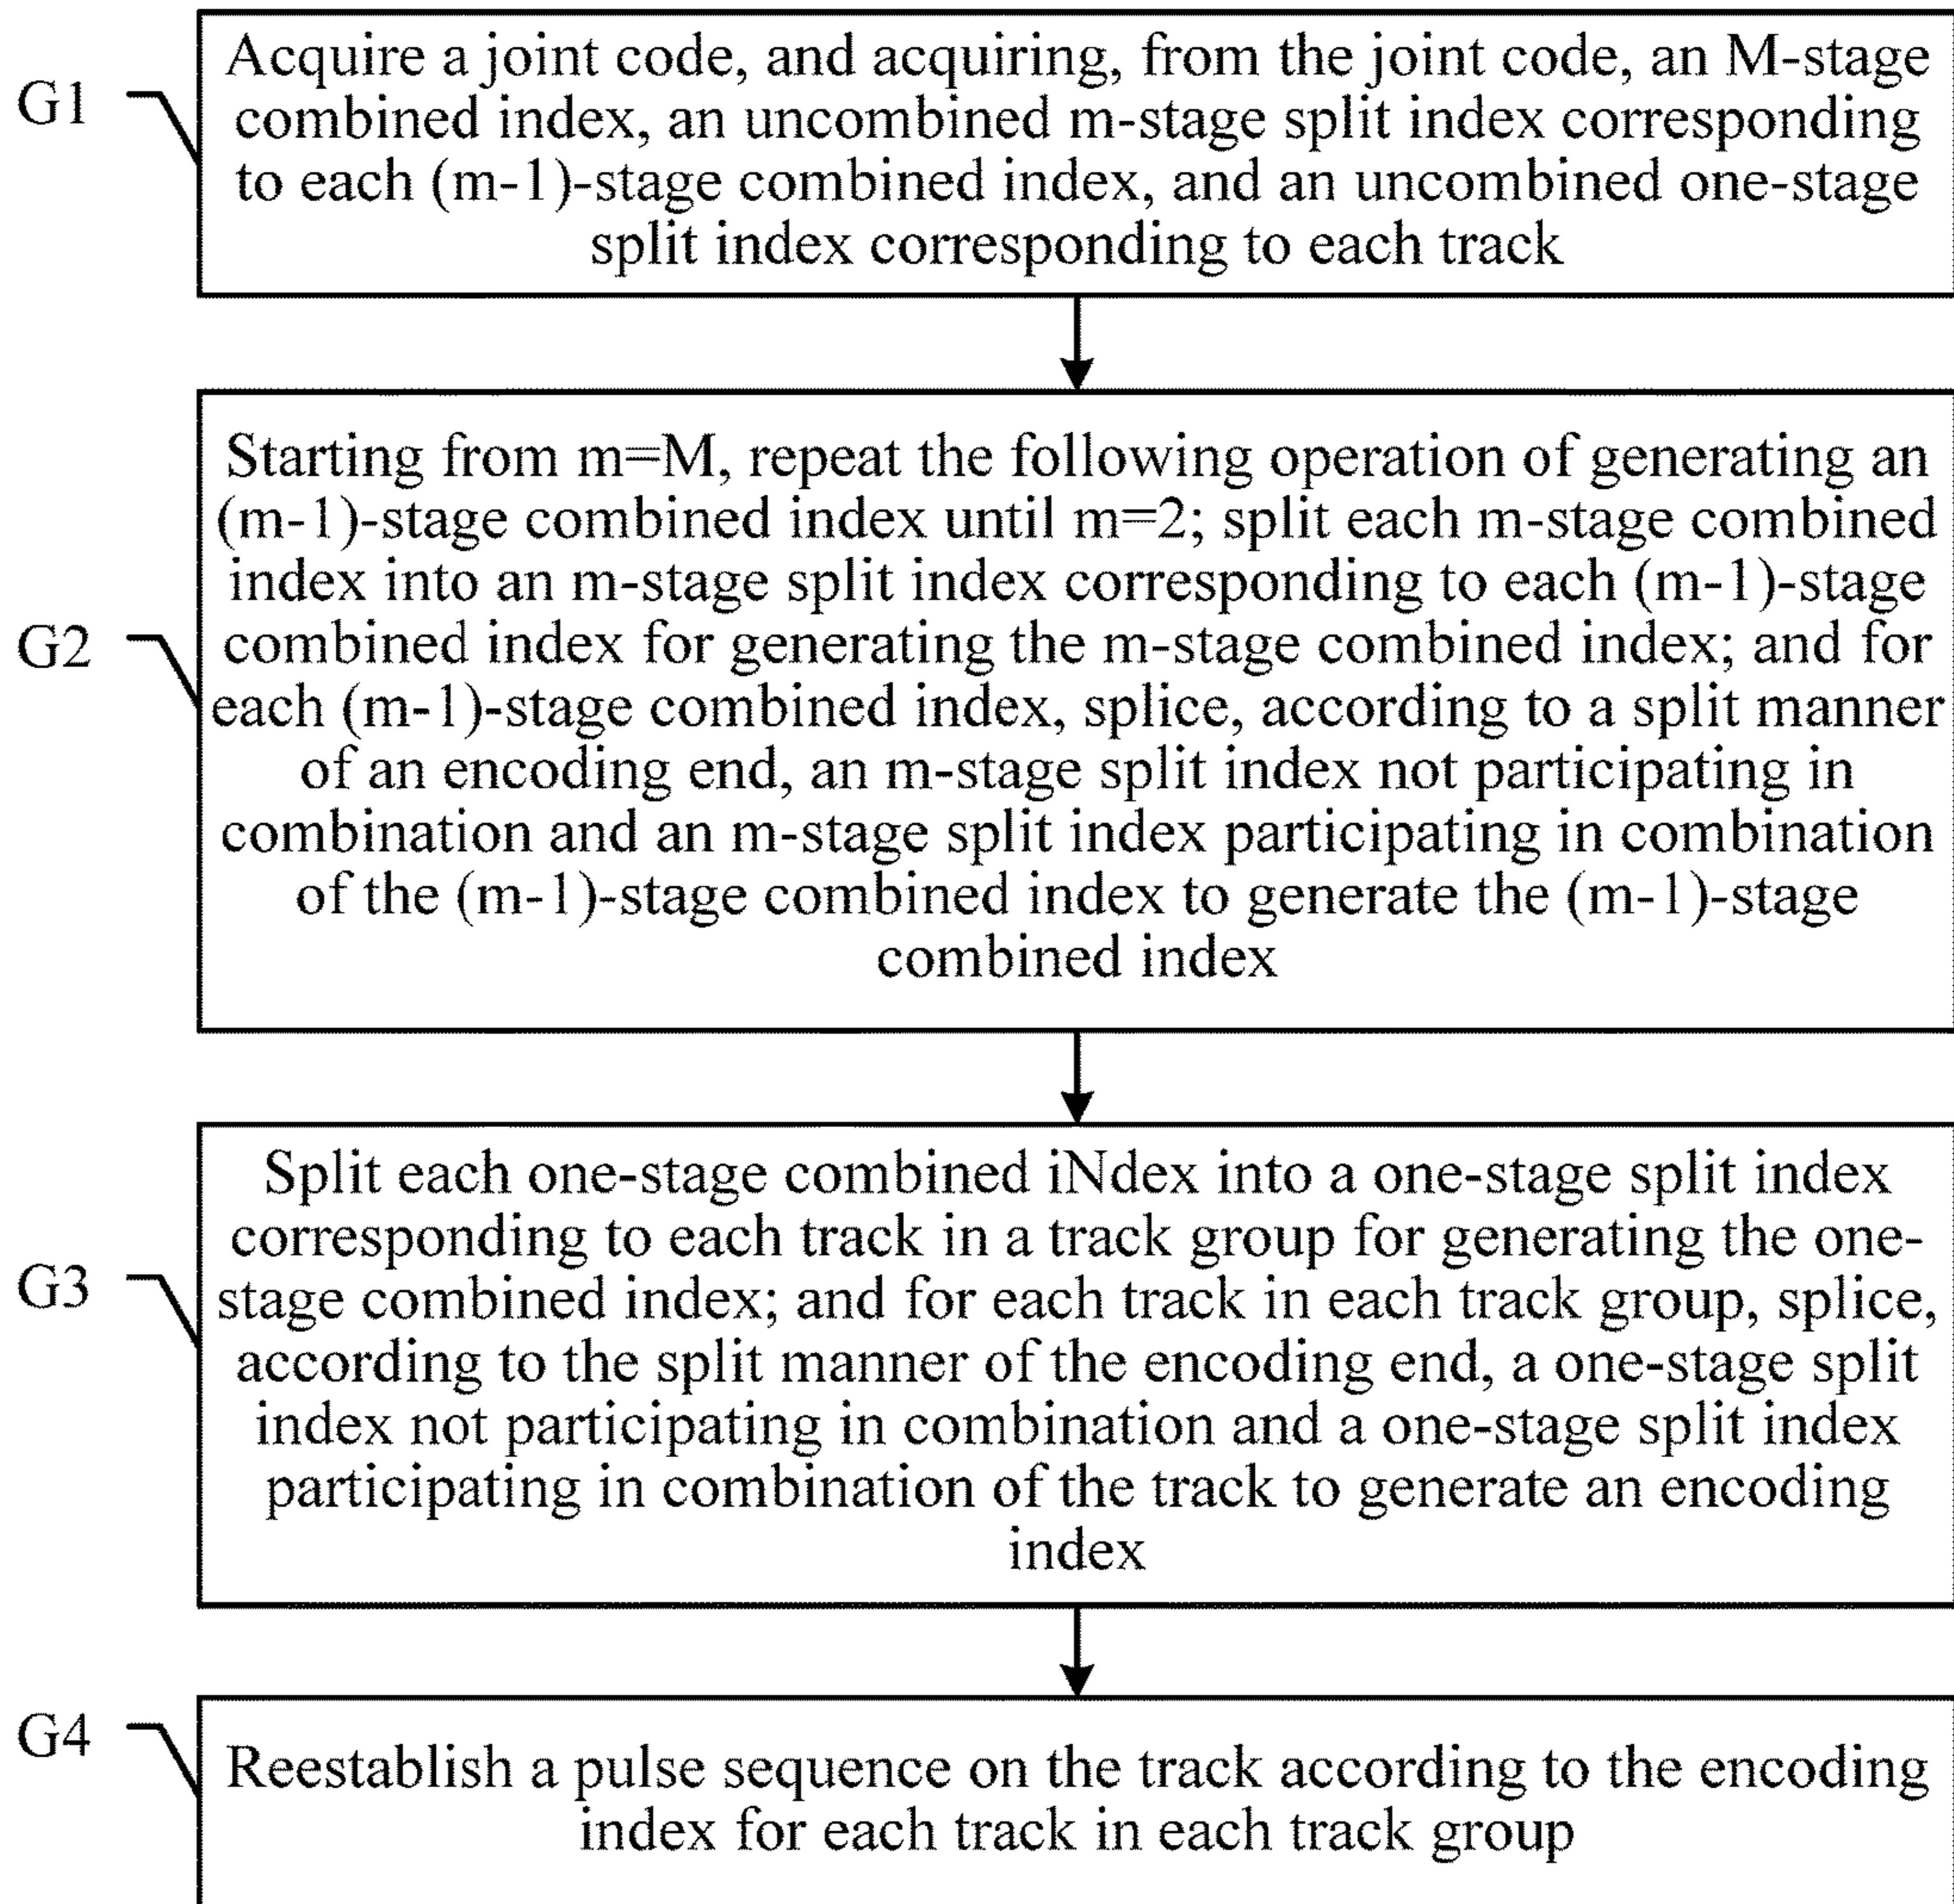 G1
Acquire a joint code, and acquiring, from the joint code, an M-stage
combined index, an uncombined m-stage split index corresponding
to each (m-1)-stage combined index, and an uncombined one-stage
split index corresponding to each track
G2
Starting from m=M, repeat the following operation of generating an
(m-1)-stage combined index until m=2; split each m-stage combined
index into an m-stage split index corresponding to each (m-1)-stage
combined index for generating the m-stage combined index; and for
each (m-1)-stage combined index, splice, according to a split manner
of an encoding end, an m-stage split index not participating in
combination and an m-stage split index participating in combination
of the (m-1)-stage combined index to generate the (m-1)-stage
combined index
G3
Split each one-stage combined iNdex into a one-stage split index
corresponding to each track in a track group for generating the one-
stage combined index; and for each track in each track group, splice,
according to the split manner of the encoding end, a one-stage split
index not participating in combination and a one-stage split index
participating in combination of the track to generate an encoding
index
G4
Reestablish a pulse sequence on the track according to the encoding
index for each track in each track group